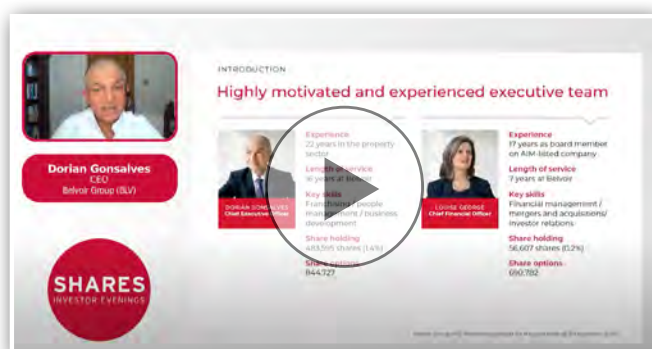 Dorian Gonsalves
CEO
Belvoir Group (BLV)
SHARES
INVESTOR EVENINGS
INTRODUCTION
Highly motivated and experienced executive team
DORIAN GONSALVES
Chief Executive Officer
Experience
22 years in the property
sector
Length of service
years at Belvoir
Key skills
Franchising / people
management / business
development
Share holding
shares (1.4%)
Share options
844,727
LOUISE GEORGE
Chief Financial Officer
Experience
17 years as board member
on AIM-listed company
Length of service
7 years at Belvoir
Key skills
Financial management /
mergers and acquisitions/
investor relations
Share holding
56,607 shares (0.2%)
Share options
690,782